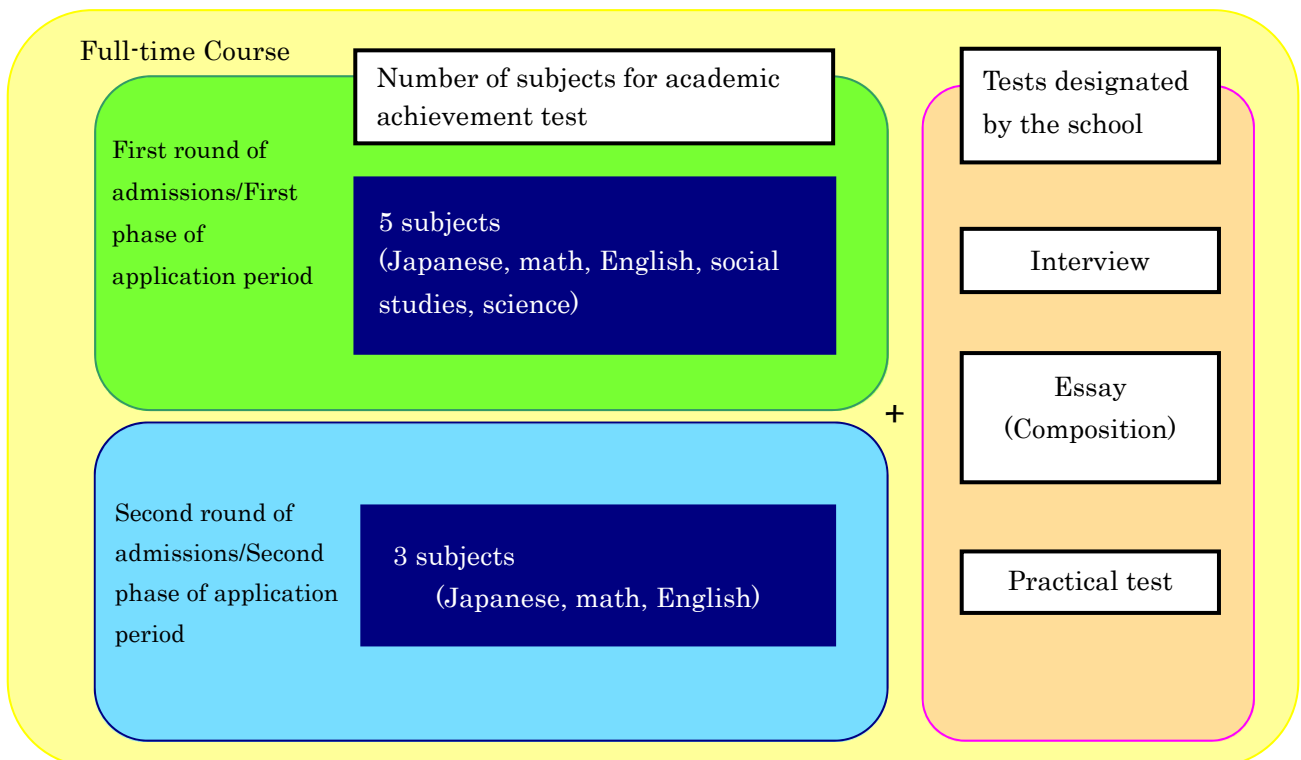 Full-time Course
Number of subjects for academic
achievement test
First round of
admissions/First
phase of
application period
5 subjects
(Japanese, math, English, social
studies, science)
Second round of
admissions/Second
phase of application
period
3 subjects
(Japanese, math, English)
+
Tests designated
by the school
Interview
Essay
(Composition)
Practical test